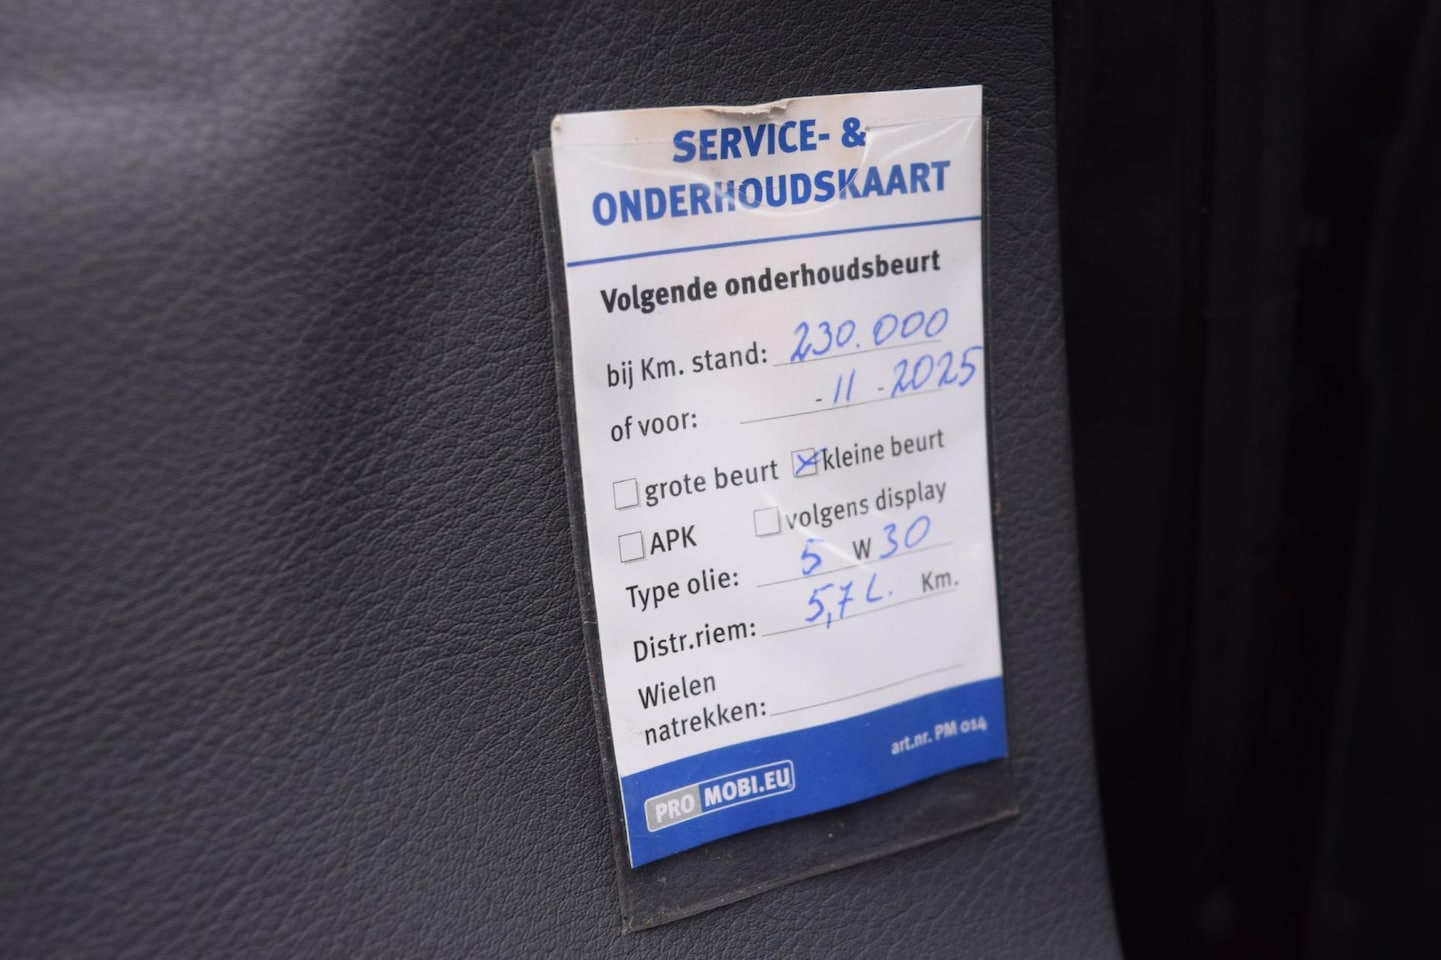 SERVICE- &
ONDERHOUDSKAART
Volgende onderhoudsbeurt
bij Km. stand: 230.000
of voor: - 11 - 2025
grote beurt kleine beurt
APK volgens display
Type olie: 5 W 30
Distr.riem: 5,7 L. Km.
Wielen
natrekken:
PRO MOBI.EU art.nr. PM 014